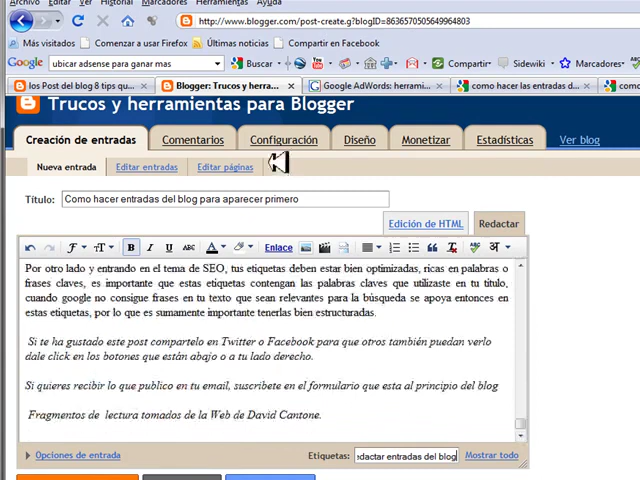 Archivo Editar Ver Historial Marcadores Herramientas Ayuda
http://www.blogger.com/post-create.g?blogID=8636570505649964803
Más visitados Comenzar a usar Firefox Últimas noticias Compartir en Facebook
Google ubicar adsense para ganar mas Buscar Compartir Sidewiki Marcadores
los Post del blog 8 tips qu... Blogger: Trucos y herra... Google AdWords: herrami... como hacer las entradas d... como
Trucos y herramientas para Blogger
Creación de entradas Comentarios Configuración Diseño Monetizar Estadísticas Ver blog
Nueva entrada Editar entradas Editar páginas
Título: Como hacer entradas del blog para aparecer primero
Edición de HTML Redactar
Enlace
Por otro lado y entrando en el tema de SEO, tus etiquetas deben estar bien optimizadas, ricas en palabras o
frases claves, es importante que estas etiquetas contengan las palabras claves que utilizaste en tu titulo,
cuando google no consigue frases en tu texto que sean relevantes para la búsqueda se apoya entonces en
estas etiquetas, por lo que es sumamente importante tenerlas bien estructuradas.
Si te ha gustado este post compartelo en Twitter o Facebook para que otros también puedan verlo
dale click en los botones que están abajo o a tu lado derecho.
Si quieres recibir lo que publico en tu email, suscribete en el formulario que esta al principio del blog
Fragmentos de lectura tomados de la Web de David Cantone.
Opciones de entrada Etiquetas: edactar entradas del blog Mostrar todo